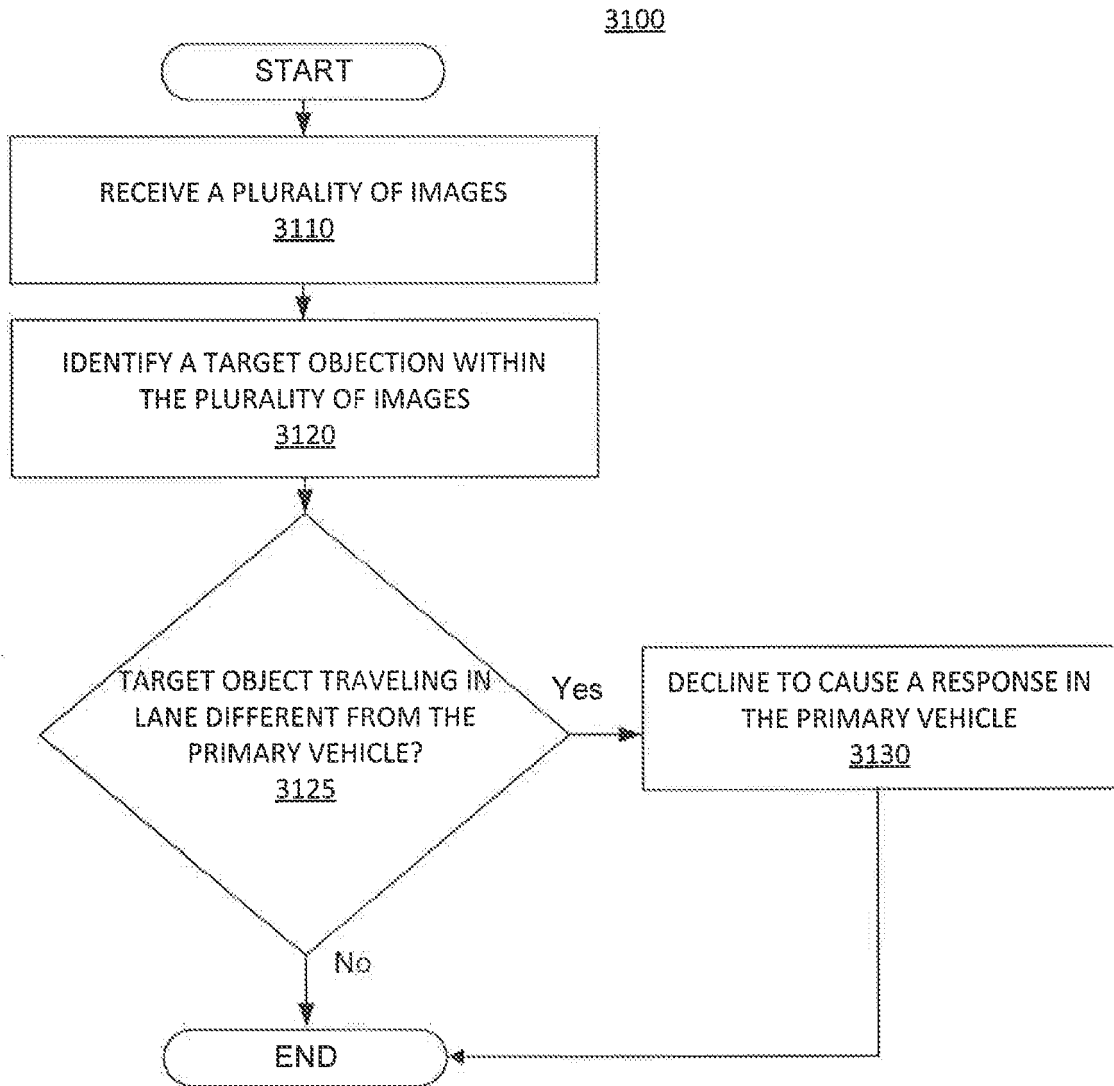 3100
START
RECEIVE A PLURALITY OF IMAGES
3110
IDENTIFY A TARGET OBJECTION WITHIN
THE PLURALITY OF IMAGES
3120
TARGET OBJECT TRAVELING IN
LANE DIFFERENT FROM THE
PRIMARY VEHICLE?
3125
Yes
DECLINE TO CAUSE A RESPONSE IN
THE PRIMARY VEHICLE
3130
No
END